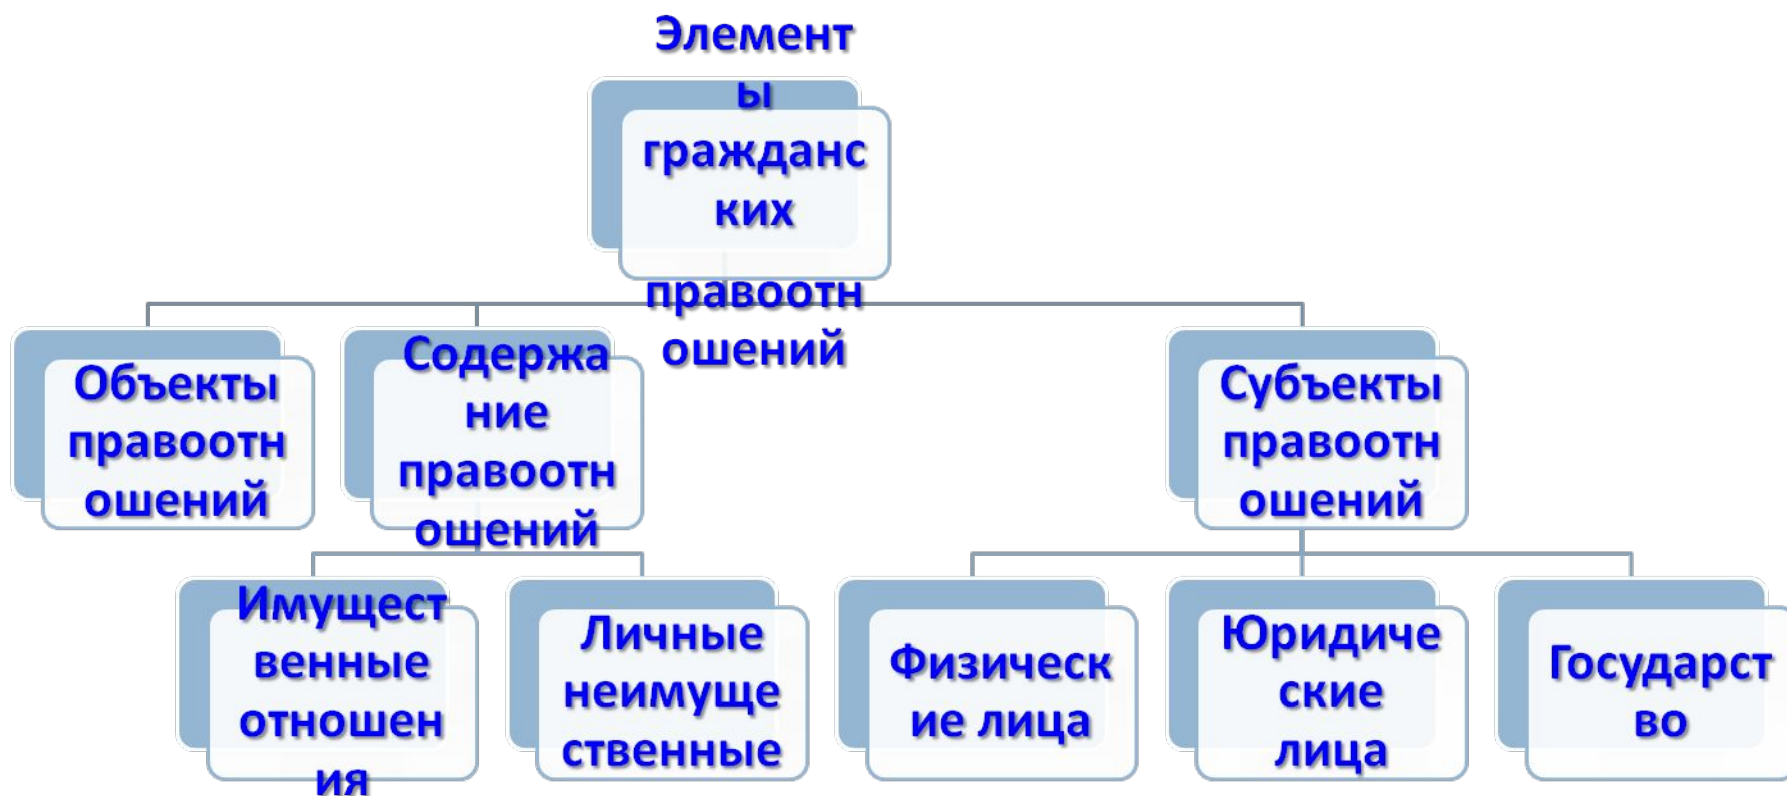 Элемент
ы
гражданс
ких
правоотн
ошений
Объекты
правоотн
ошений
Содержа
ние
правоотн
ошений
Субъекты
правоотн
ошений
Имущест
венные
отношен
ия
Личные
неимуще
ственные
Физическ
ие лица
Юридиче
ские
лица
Государст
во